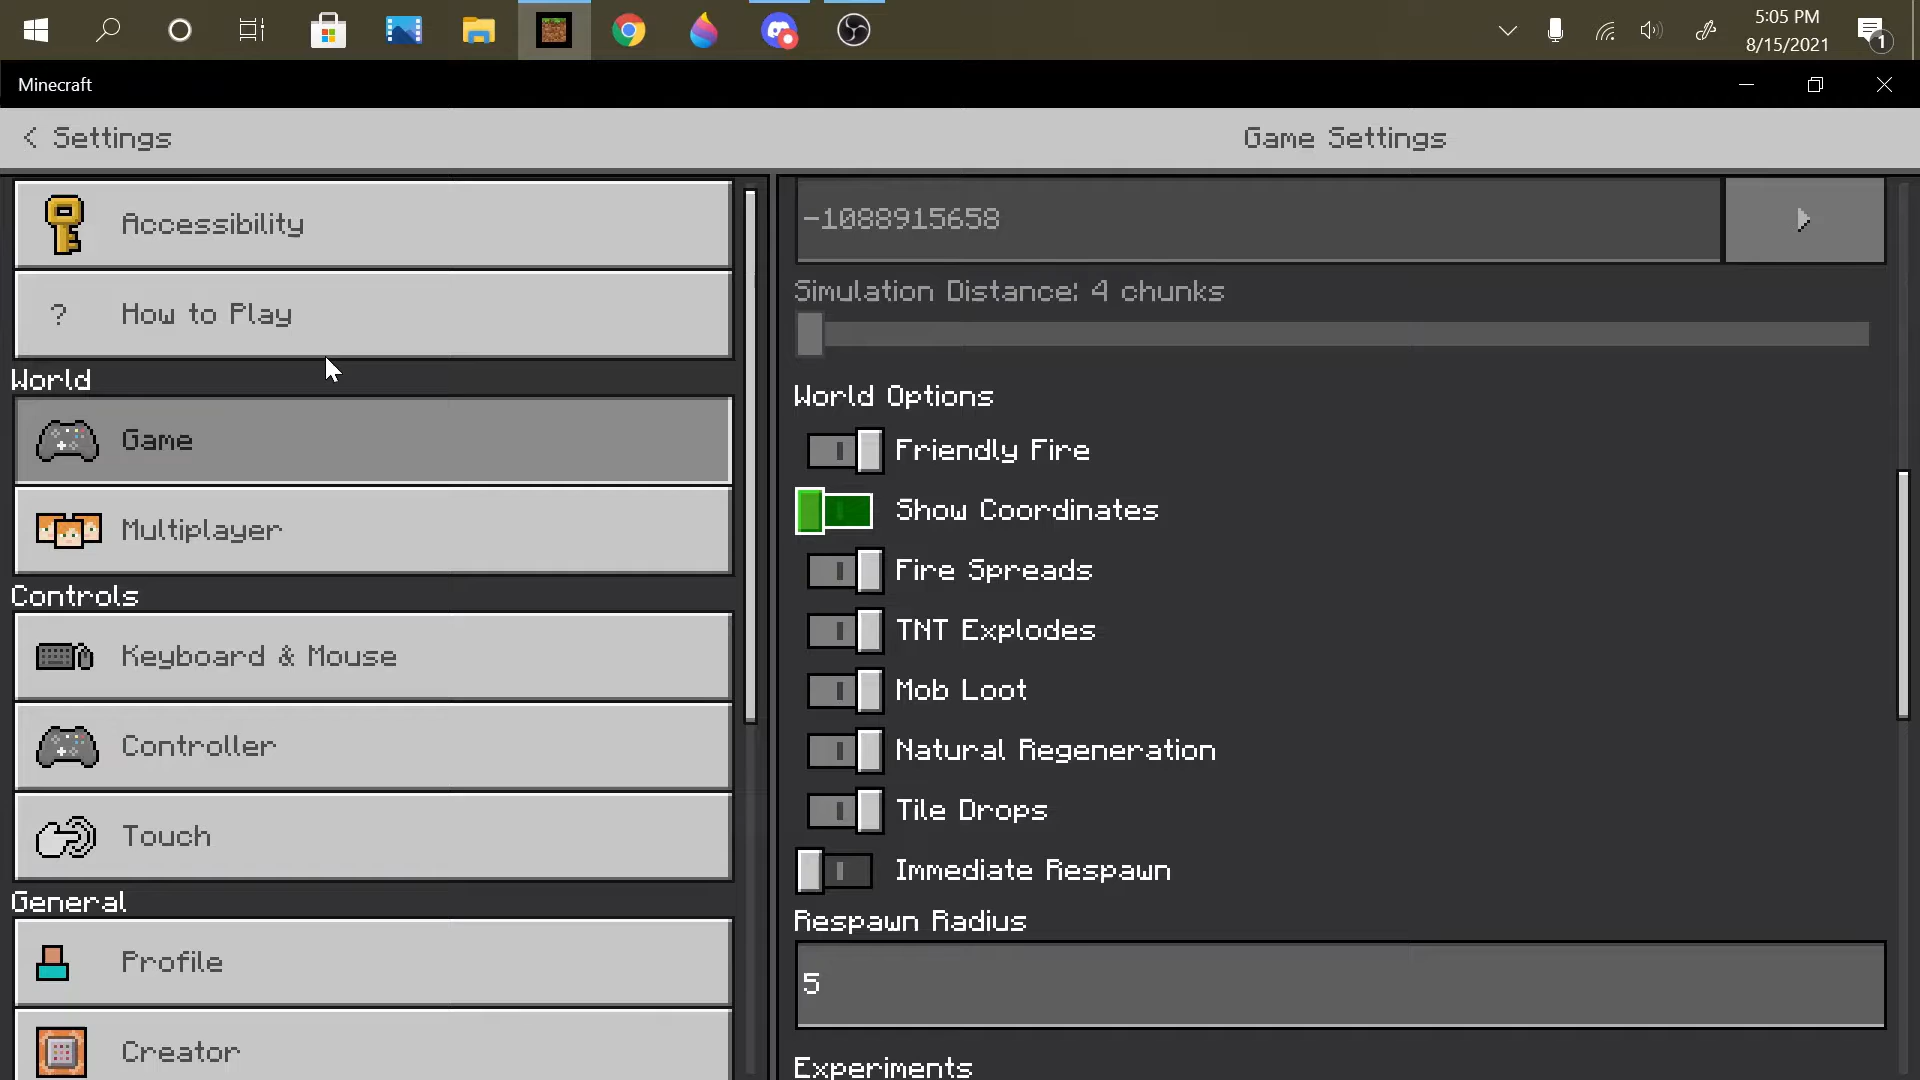 5:05 PM
8/15/2021
1
Minecraft
Settings
Game Settings
Accessibility
? How to Play
World
Game
Multiplayer
Controls
Keyboard & Mouse
Controller
Touch
General
Profile
Creator
-1088915658
Simulation Distance: 4 chunks
World Options
Friendly Fire
Show Coordinates
Fire Spreads
TNT Explodes
Mob Loot
Natural Regeneration
Tile Drops
Immediate Respawn
Respawn Radius
5
Experiments